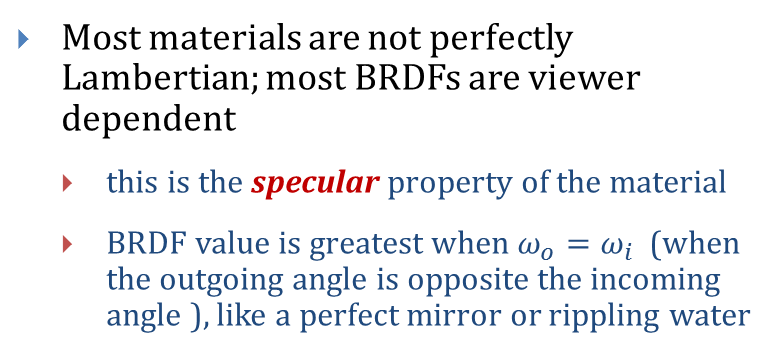 Most materials are not perfectly
Lambertian; most BRDFs are viewer
dependent
this is the specular property of the material
BRDF value is greatest when ωₒ = ωᵢ (when
the outgoing angle is opposite the incoming
angle ), like a perfect mirror or rippling water